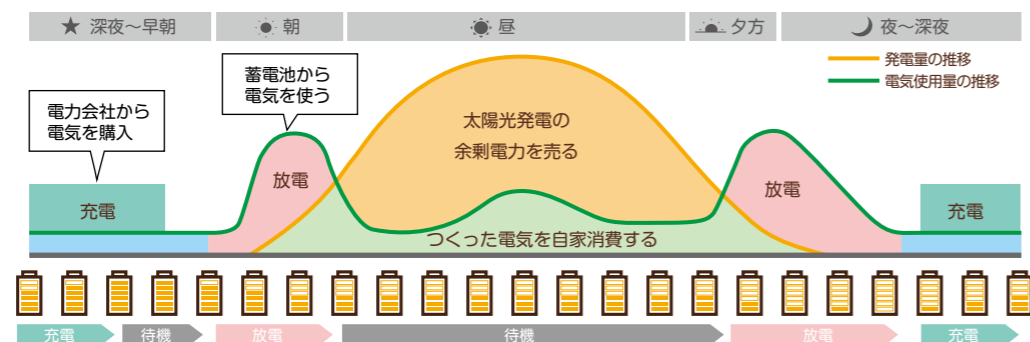 深夜〜早朝
朝
昼
夕方
夜〜深夜
発電量の推移
電気使用量の推移
蓄電池から
電気を使う
電力会社から
電気を購入
太陽光発電の
余剰電力を売る
放電
放電
充電
充電
つくった電気を自家消費する
充電
待機
放電
待機
放電
充電